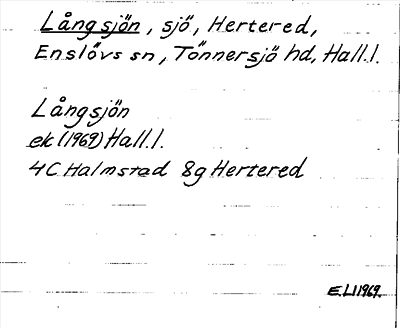 Långsjön, sjö, Hertered,
Enslövs sn, Tönnersjö hd, Hall.l.
Långsjön
ek (1969) Hall.l.
4C Halmstad 8g Hertered
E.L! 1969.